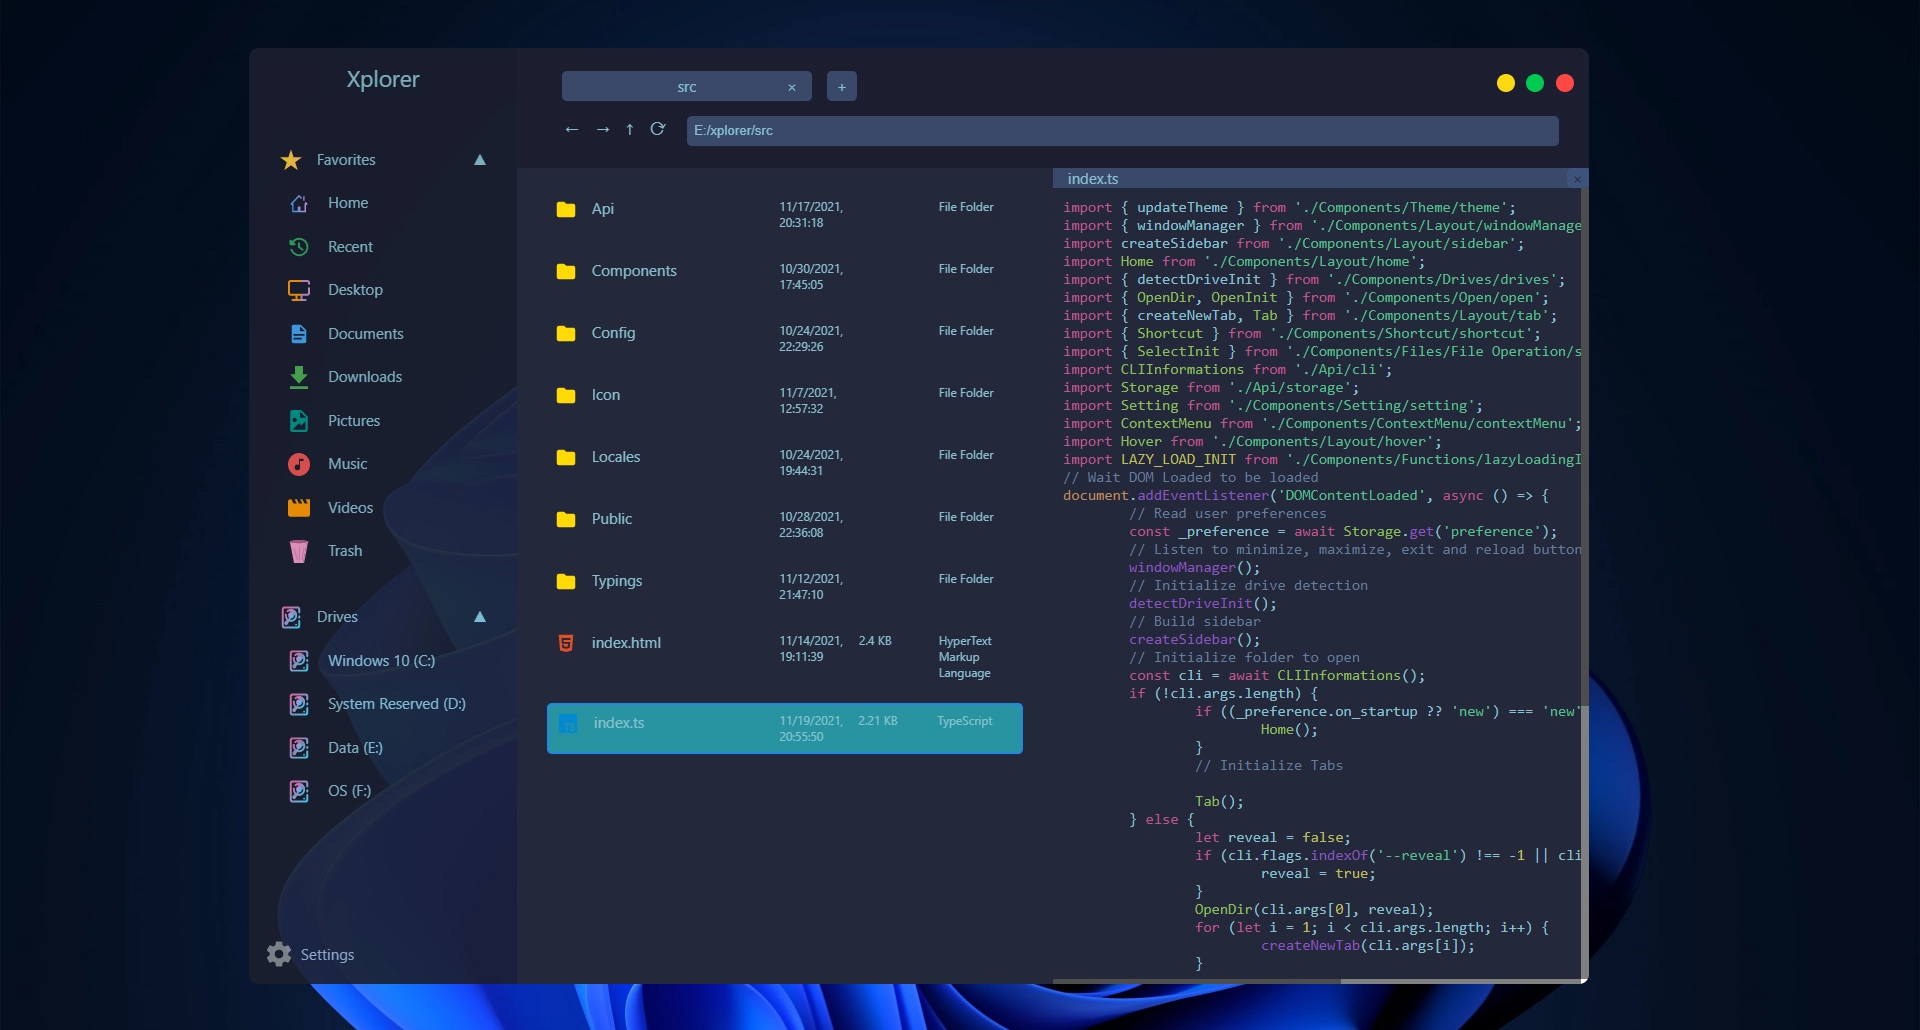 Xplorer
Favorites
Home
Recent
Desktop
Documents
Downloads
Pictures
Music
Videos
Trash
Drives
Windows 10 (C:)
System Reserved (D:)
Data (E:)
OS (F:)
Settings
src ×
+
← → ↑
E:/xplorer/src
Api 11/17/2021, File Folder
20:31:18
Components 10/30/2021, File Folder
17:45:05
Config 10/24/2021, File Folder
22:29:26
Icon 11/7/2021, File Folder
12:57:32
Locales 10/24/2021, File Folder
19:44:31
Public 10/28/2021, File Folder
22:36:08
Typings 11/12/2021, File Folder
21:47:10
index.html 11/14/2021, 2.4 KB HyperText
19:11:39 Markup
Language
TS index.ts 11/19/2021, 2.21 KB TypeScript
20:55:50
index.ts ×
import { updateTheme } from './Components/Theme/theme';
import { windowManager } from './Components/Layout/windowManage
import createSidebar from './Components/Layout/sidebar';
import Home from './Components/Layout/home';
import { detectDriveInit } from './Components/Drives/drives';
import { OpenDir, OpenInit } from './Components/Open/open';
import { createNewTab, Tab } from './Components/Layout/tab';
import { Shortcut } from './Components/Shortcut/shortcut';
import { SelectInit } from './Components/Files/File Operation/s
import CLIInformations from './Api/cli';
import Storage from './Api/storage';
import Setting from './Components/Setting/setting';
import ContextMenu from './Components/ContextMenu/contextMenu';
import Hover from './Components/Layout/hover';
import LAZY_LOAD_INIT from './Components/Functions/lazyLoadingI
// Wait DOM Loaded to be loaded
document.addEventListener('DOMContentLoaded', async () => {
// Read user preferences
const _preference = await Storage.get('preference');
// Listen to minimize, maximize, exit and reload button
windowManager();
// Initialize drive detection
detectDriveInit();
// Build sidebar
createSidebar();
// Initialize folder to open
const cli = await CLIInformations();
if (!cli.args.length) {
if ((_preference.on_startup ?? 'new') === 'new'
Home();
}
// Initialize Tabs
Tab();
} else {
let reveal = false;
if (cli.flags.indexOf('--reveal') !== -1 || cli
reveal = true;
}
OpenDir(cli.args[0], reveal);
for (let i = 1; i < cli.args.length; i++) {
createNewTab(cli.args[i]);
}